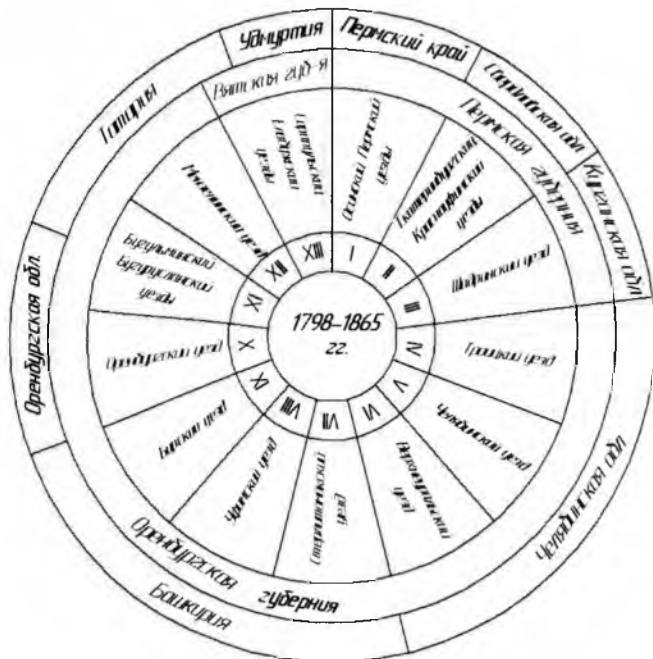 Удмуртия
Пермский край
Свердловская обл
Курганская обл
Челябинская обл
Башкирия
Оренбургская обл.
Татария
Вятская губ-я
Пермская губерния
Оренбургская
губерния
Осинский Пермский
уезды
Екатеринбургский
Красноуфимский
уезды
Шадринский уезд
Троицкий уезд
Челябинский уезд
Верхнеуральский
уезд
Стерлитамакский
уезд
Уфимский уезд
Бирский уезд
Оренбургский уезд
Бугульминский
Бугурусланский
уезды
Мензелинский уезд
уезды
I
II
III
IV
V
VI
VII
VIII
IX
X
XI
XII
XIII
1798–1865
гг.